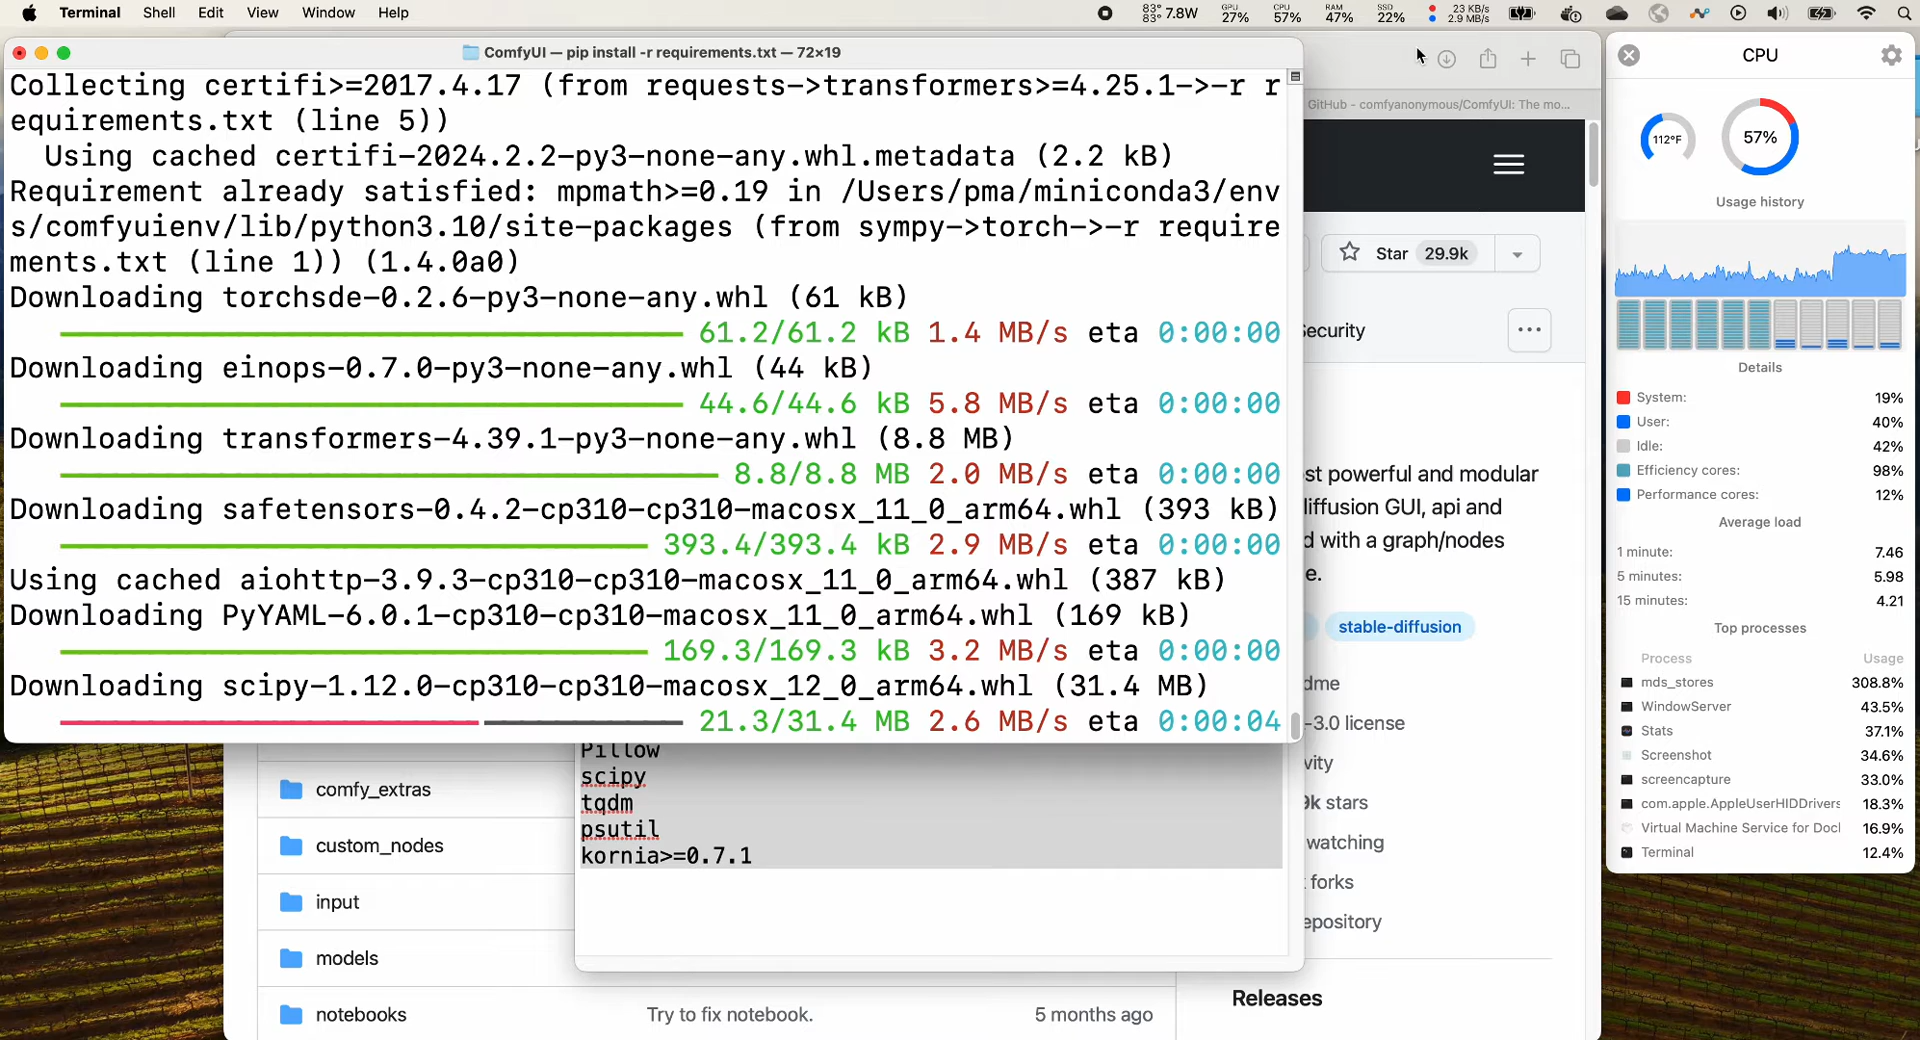 Terminal Shell Edit View Window Help
83° 7.8W
83°
GPU
27%
CPU
57%
RAM
47%
SSD
22%
23 KB/s
2.9 MB/s
ComfyUI — pip install -r requirements.txt — 72×19
Collecting certifi>=2017.4.17 (from requests->transformers>=4.25.1->-r r
equirements.txt (line 5))
Using cached certifi-2024.2.2-py3-none-any.whl.metadata (2.2 kB)
Requirement already satisfied: mpmath>=0.19 in /Users/pma/miniconda3/env
s/comfyuienv/lib/python3.10/site-packages (from sympy->torch->-r require
ments.txt (line 1)) (1.4.0a0)
Downloading torchsde-0.2.6-py3-none-any.whl (61 kB)
61.2/61.2 kB 1.4 MB/s eta 0:00:00
Downloading einops-0.7.0-py3-none-any.whl (44 kB)
44.6/44.6 kB 5.8 MB/s eta 0:00:00
Downloading transformers-4.39.1-py3-none-any.whl (8.8 MB)
8.8/8.8 MB 2.0 MB/s eta 0:00:00
Downloading safetensors-0.4.2-cp310-cp310-macosx_11_0_arm64.whl (393 kB)
393.4/393.4 kB 2.9 MB/s eta 0:00:00
Using cached aiohttp-3.9.3-cp310-cp310-macosx_11_0_arm64.whl (387 kB)
Downloading PyYAML-6.0.1-cp310-cp310-macosx_11_0_arm64.whl (169 kB)
169.3/169.3 kB 3.2 MB/s eta 0:00:00
Downloading scipy-1.12.0-cp310-cp310-macosx_12_0_arm64.whl (31.4 MB)
21.3/31.4 MB 2.6 MB/s eta 0:00:04
Pillow
scipy
tqdm
psutil
kornia>=0.7.1
comfy_extras
custom_nodes
input
models
notebooks Try to fix notebook. 5 months ago
GitHub - comfyanonymous/ComfyUI: The mo...
Star 29.9k
Security
st powerful and modular
iffusion GUI, api and
d with a graph/nodes
e.
stable-diffusion
dme
-3.0 license
vity
9k stars
watching
forks
epository
Releases
CPU
112°F
57%
Usage history
Details
System: 19%
User: 40%
Idle: 42%
Efficiency cores: 98%
Performance cores: 12%
Average load
1 minute: 7.46
5 minutes: 5.98
15 minutes: 4.21
Top processes
Process Usage
mds_stores 308.8%
WindowServer 43.5%
Stats 37.1%
Screenshot 34.6%
screencapture 33.0%
com.apple.AppleUserHIDDrivers 18.3%
Virtual Machine Service for Docl 16.9%
Terminal 12.4%